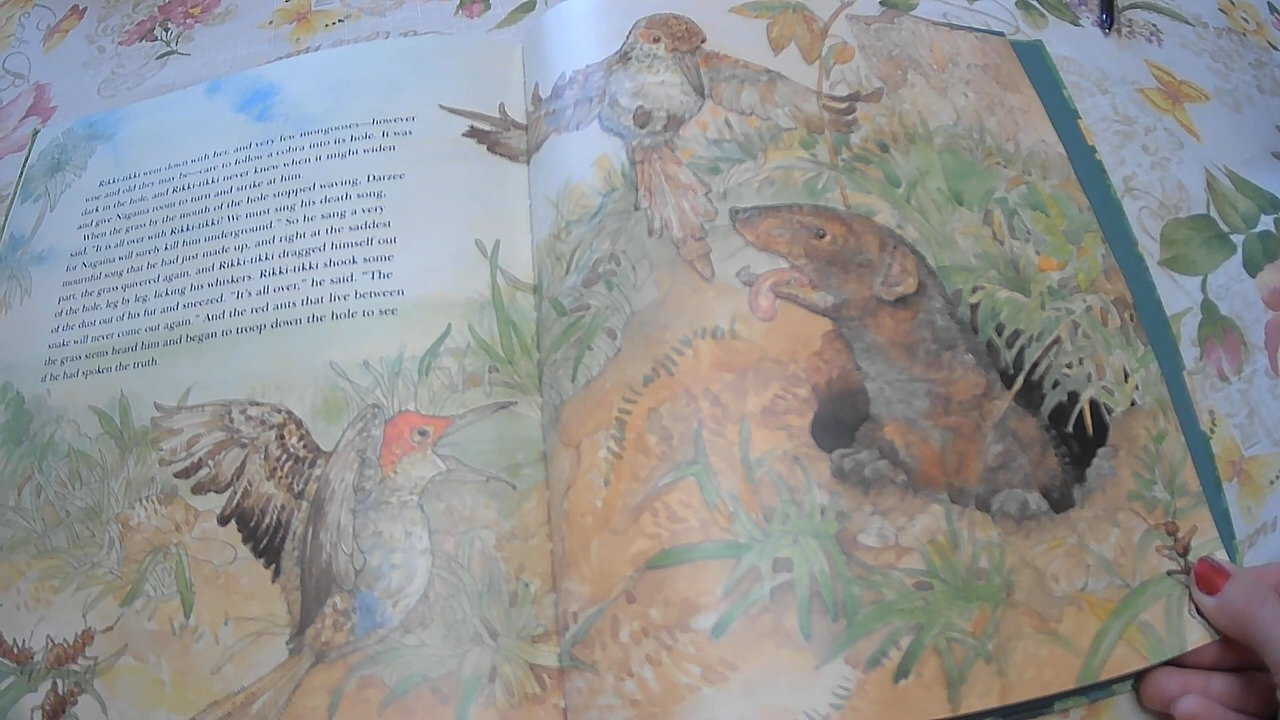 Rikki-tikki went down with her, and very few mongooses—however
wise and old they may be—care to follow a cobra into its hole. It was
dark in the hole, and Rikki-tikki never knew when it might widen
and give Nagaina room to turn and strike at him.
When the grass by the mouth of the hole stopped waving, Darzee
said, "It is all over with Rikki-tikki! We must sing his death song,
for Nagaina will surely kill him underground." So he sang a very
mournful song that he had just made up, and right at the saddest
part, the grass quivered again, and Rikki-tikki dragged himself out
of the hole, leg by leg, licking his whiskers. Rikki-tikki shook some
of the dust out of his fur and sneezed. "It's all over," he said. "The
snake will never come out again." And the red ants that live between
the grass stems heard him and began to troop down the hole to see
if he had spoken the truth.